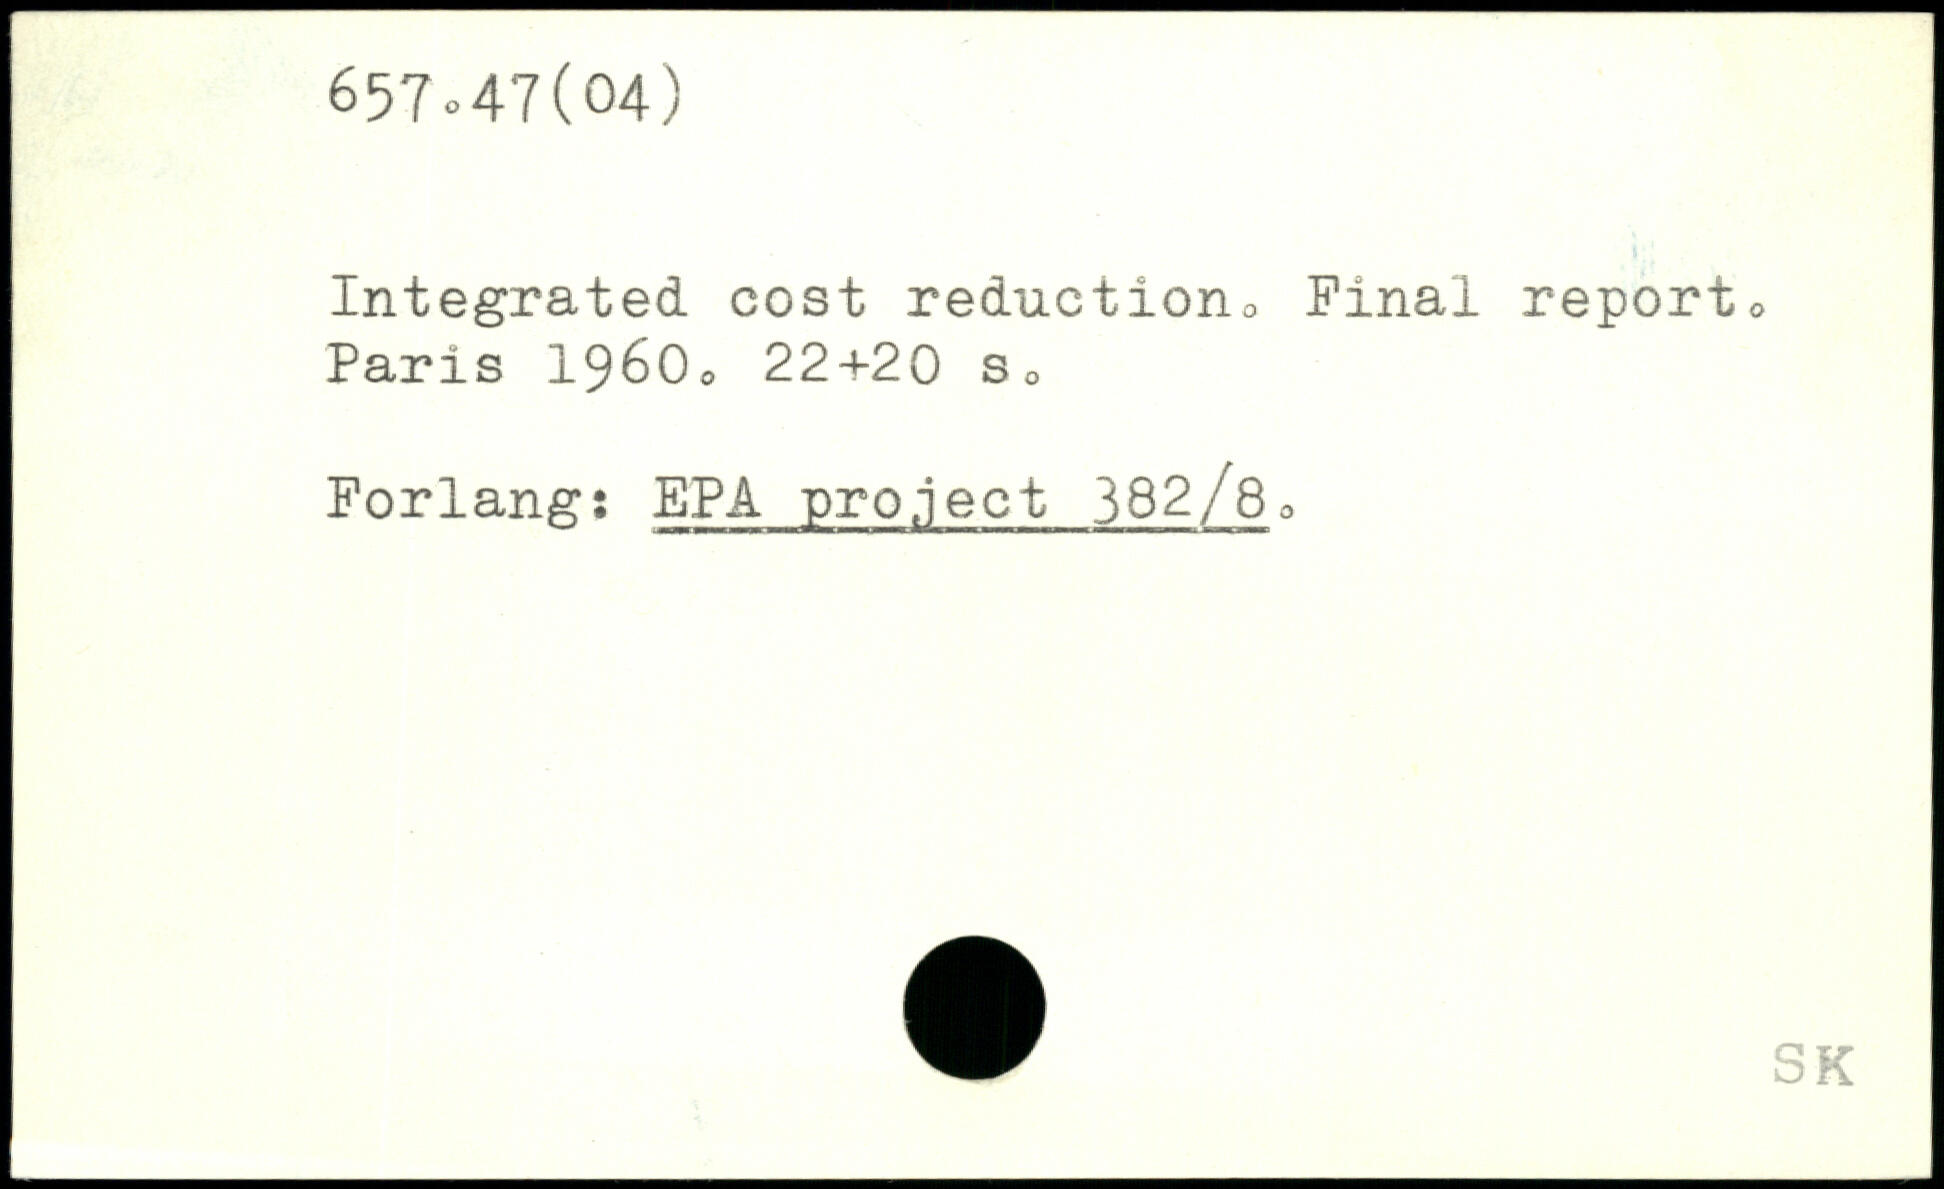 657.47(04)
Integrated cost reduction. Final report.
Paris 1960. 22+20 s.
Forlang: EPA project 382/8.
SK